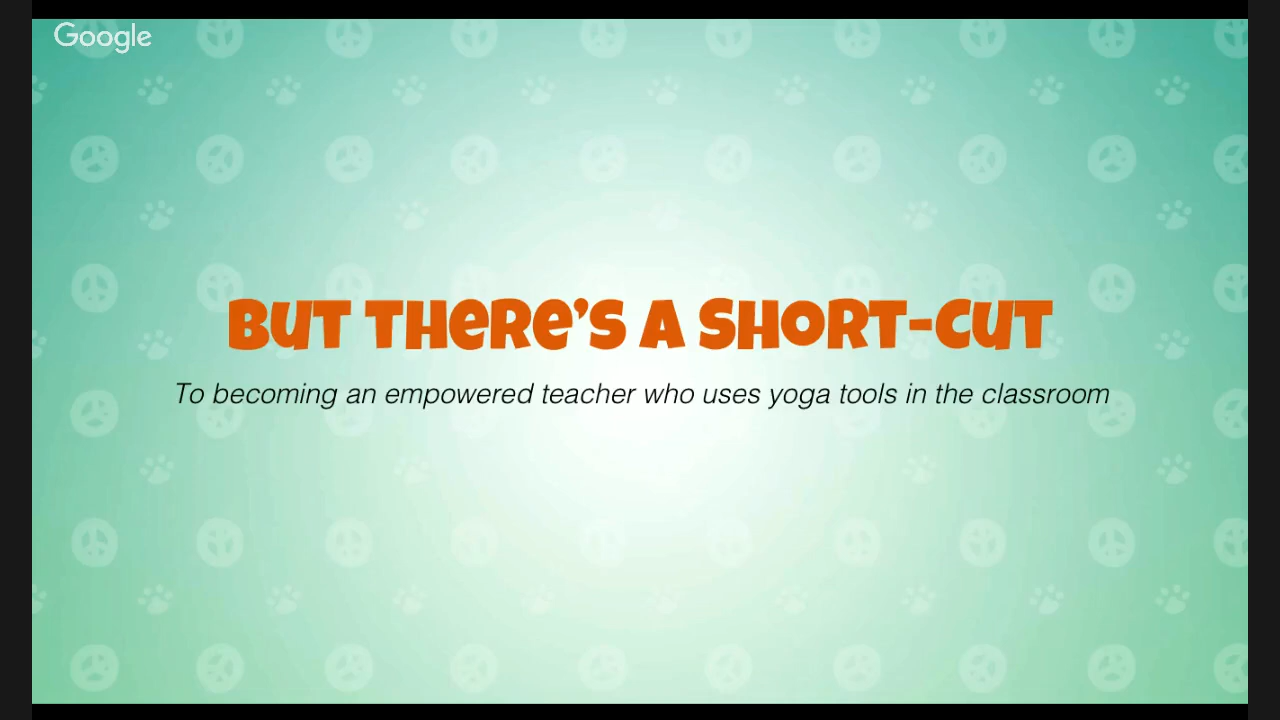 Google
BUT THERE'S A SHORT-CUT
To becoming an empowered teacher who uses yoga tools in the classroom